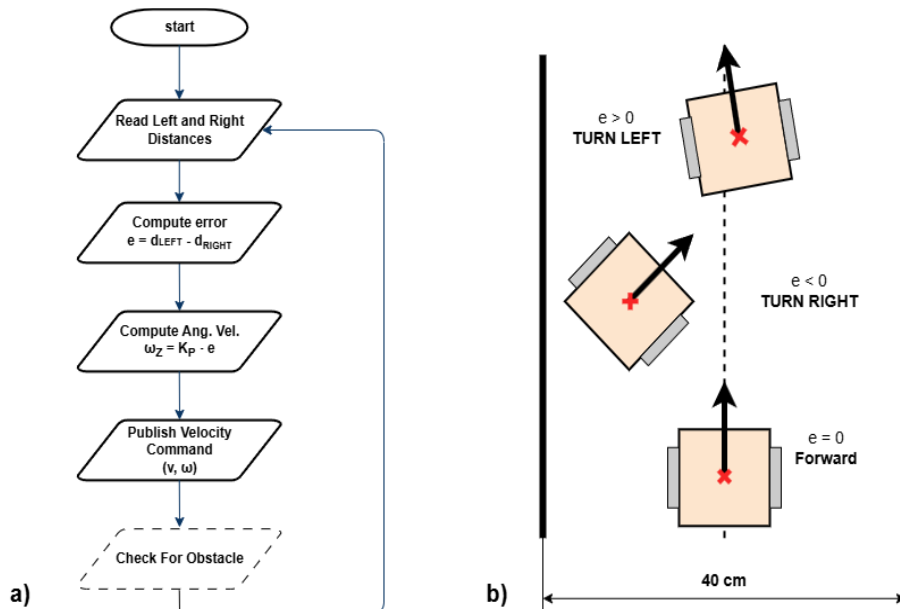 start
Read Left and Right
Distances
Compute error
e = dLEFT - dRIGHT
Compute Ang. Vel.
ωZ = KP - e
Publish Velocity
Command
(v, ω)
Check For Obstacle
a)
e > 0
TURN LEFT
e < 0
TURN RIGHT
e = 0
Forward
40 cm
b)